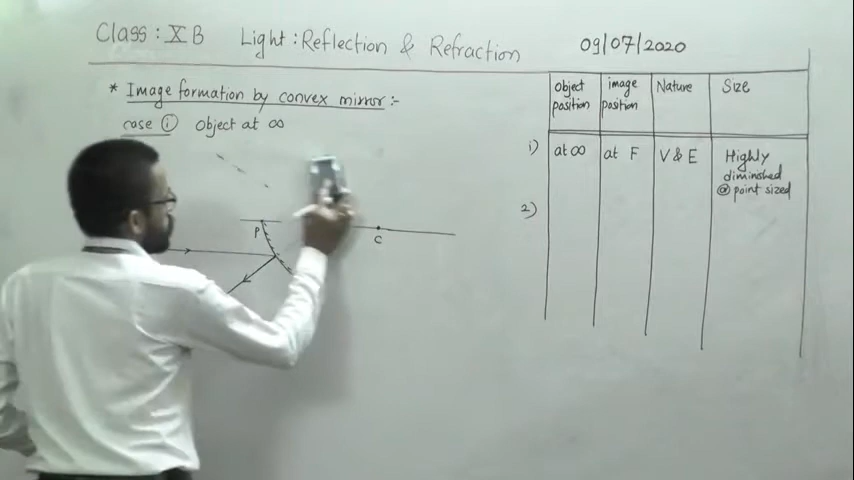 Class : X B Light : Reflection & Refraction 09/07/2020
* Image formation by convex mirror :-
case (i) Object at ∞
P
C
object position image position Nature Size
1) at ∞ at F V & E Highly diminished @ point sized
2)